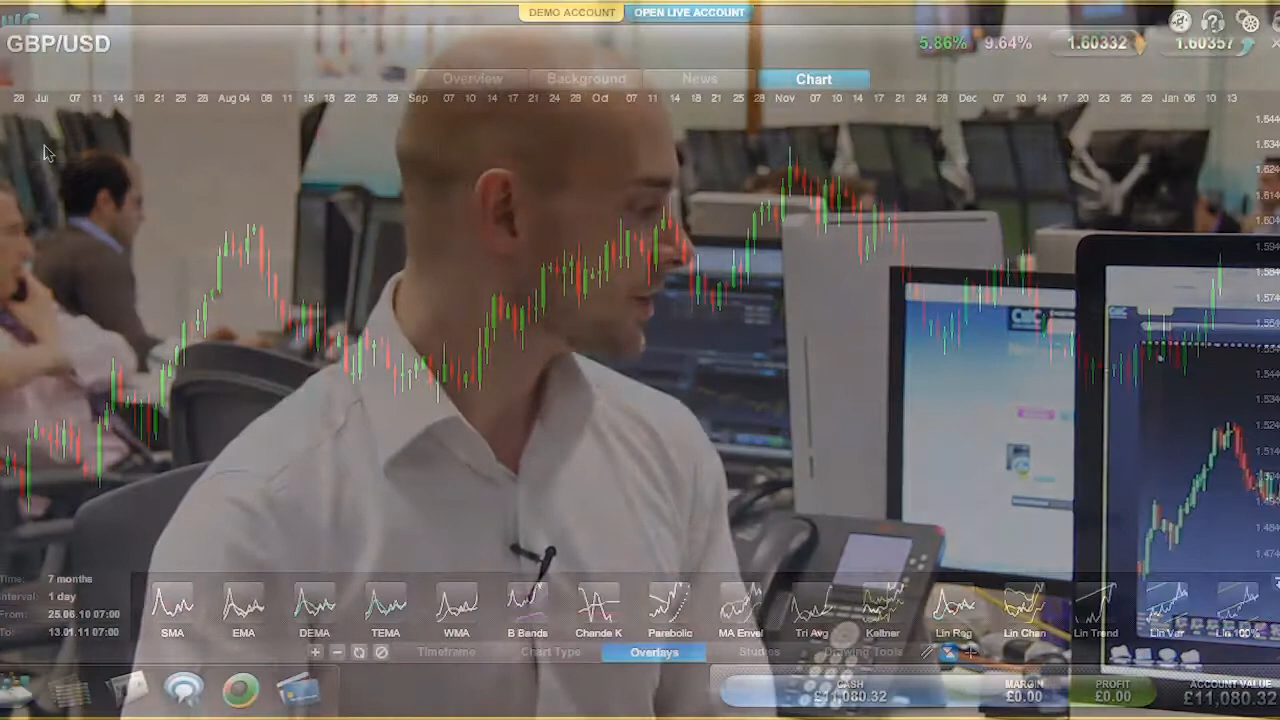 DEMO ACCOUNT OPEN LIVE ACCOUNT
GBP/USD 5.86% 9.64% 1.60332 1.60357
Overview Background News Chart
28 Jul 07 11 14 18 21 25 28 Aug 04 08 11 15 18 22 25 29 Sep 07 10 14 17 21 24 28 Oct 07 11 14 18 21 25 28 Nov 07 10 14 17 21 24 28 Dec 07 10 14 17 20 23 26 29 Jan 06 10 13
Time: 7 months
Interval: 1 day
From: 25.06.10 07:00
To: 13.01.11 07:00
SMA EMA DEMA TEMA WMA B Bands Chande K Parabolic MA Envel Tri Avg Keltner Lin Reg Lin Chan Lin Trend Lin Var Lin 100%
Timeframe Chart Type Overlays Studies Drawing Tools
CASH MARGIN PROFIT ACCOUNT VALUE
£11,080.32 £0.00 £0.00 £11,080.32